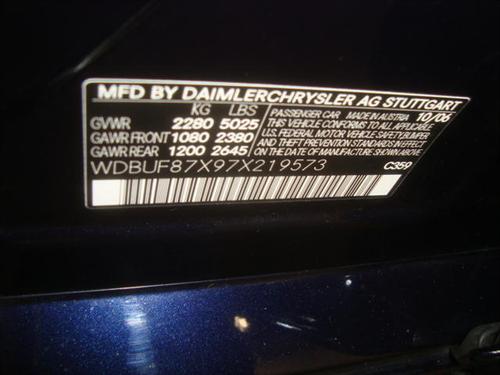 MFD BY DAIMLERCHRYSLER AG STUTTGART
KG LBS
GVWR 2280 5025
GAWR FRONT 1080 2380
GAWR REAR 1200 2645
PASSENGER CAR MADE IN AUSTRIA 10/06
THIS VEHICLE CONFORMS TO ALL APPLICABLE
U.S. FEDERAL MOTOR VEHICLE SAFETY, BUMPER,
AND THEFT PREVENTION STANDARDS IN
EFFECT ON THE DATE OF MANUFACTURE
SHOWN ABOVE.
WDBUF87X97X219573
C359